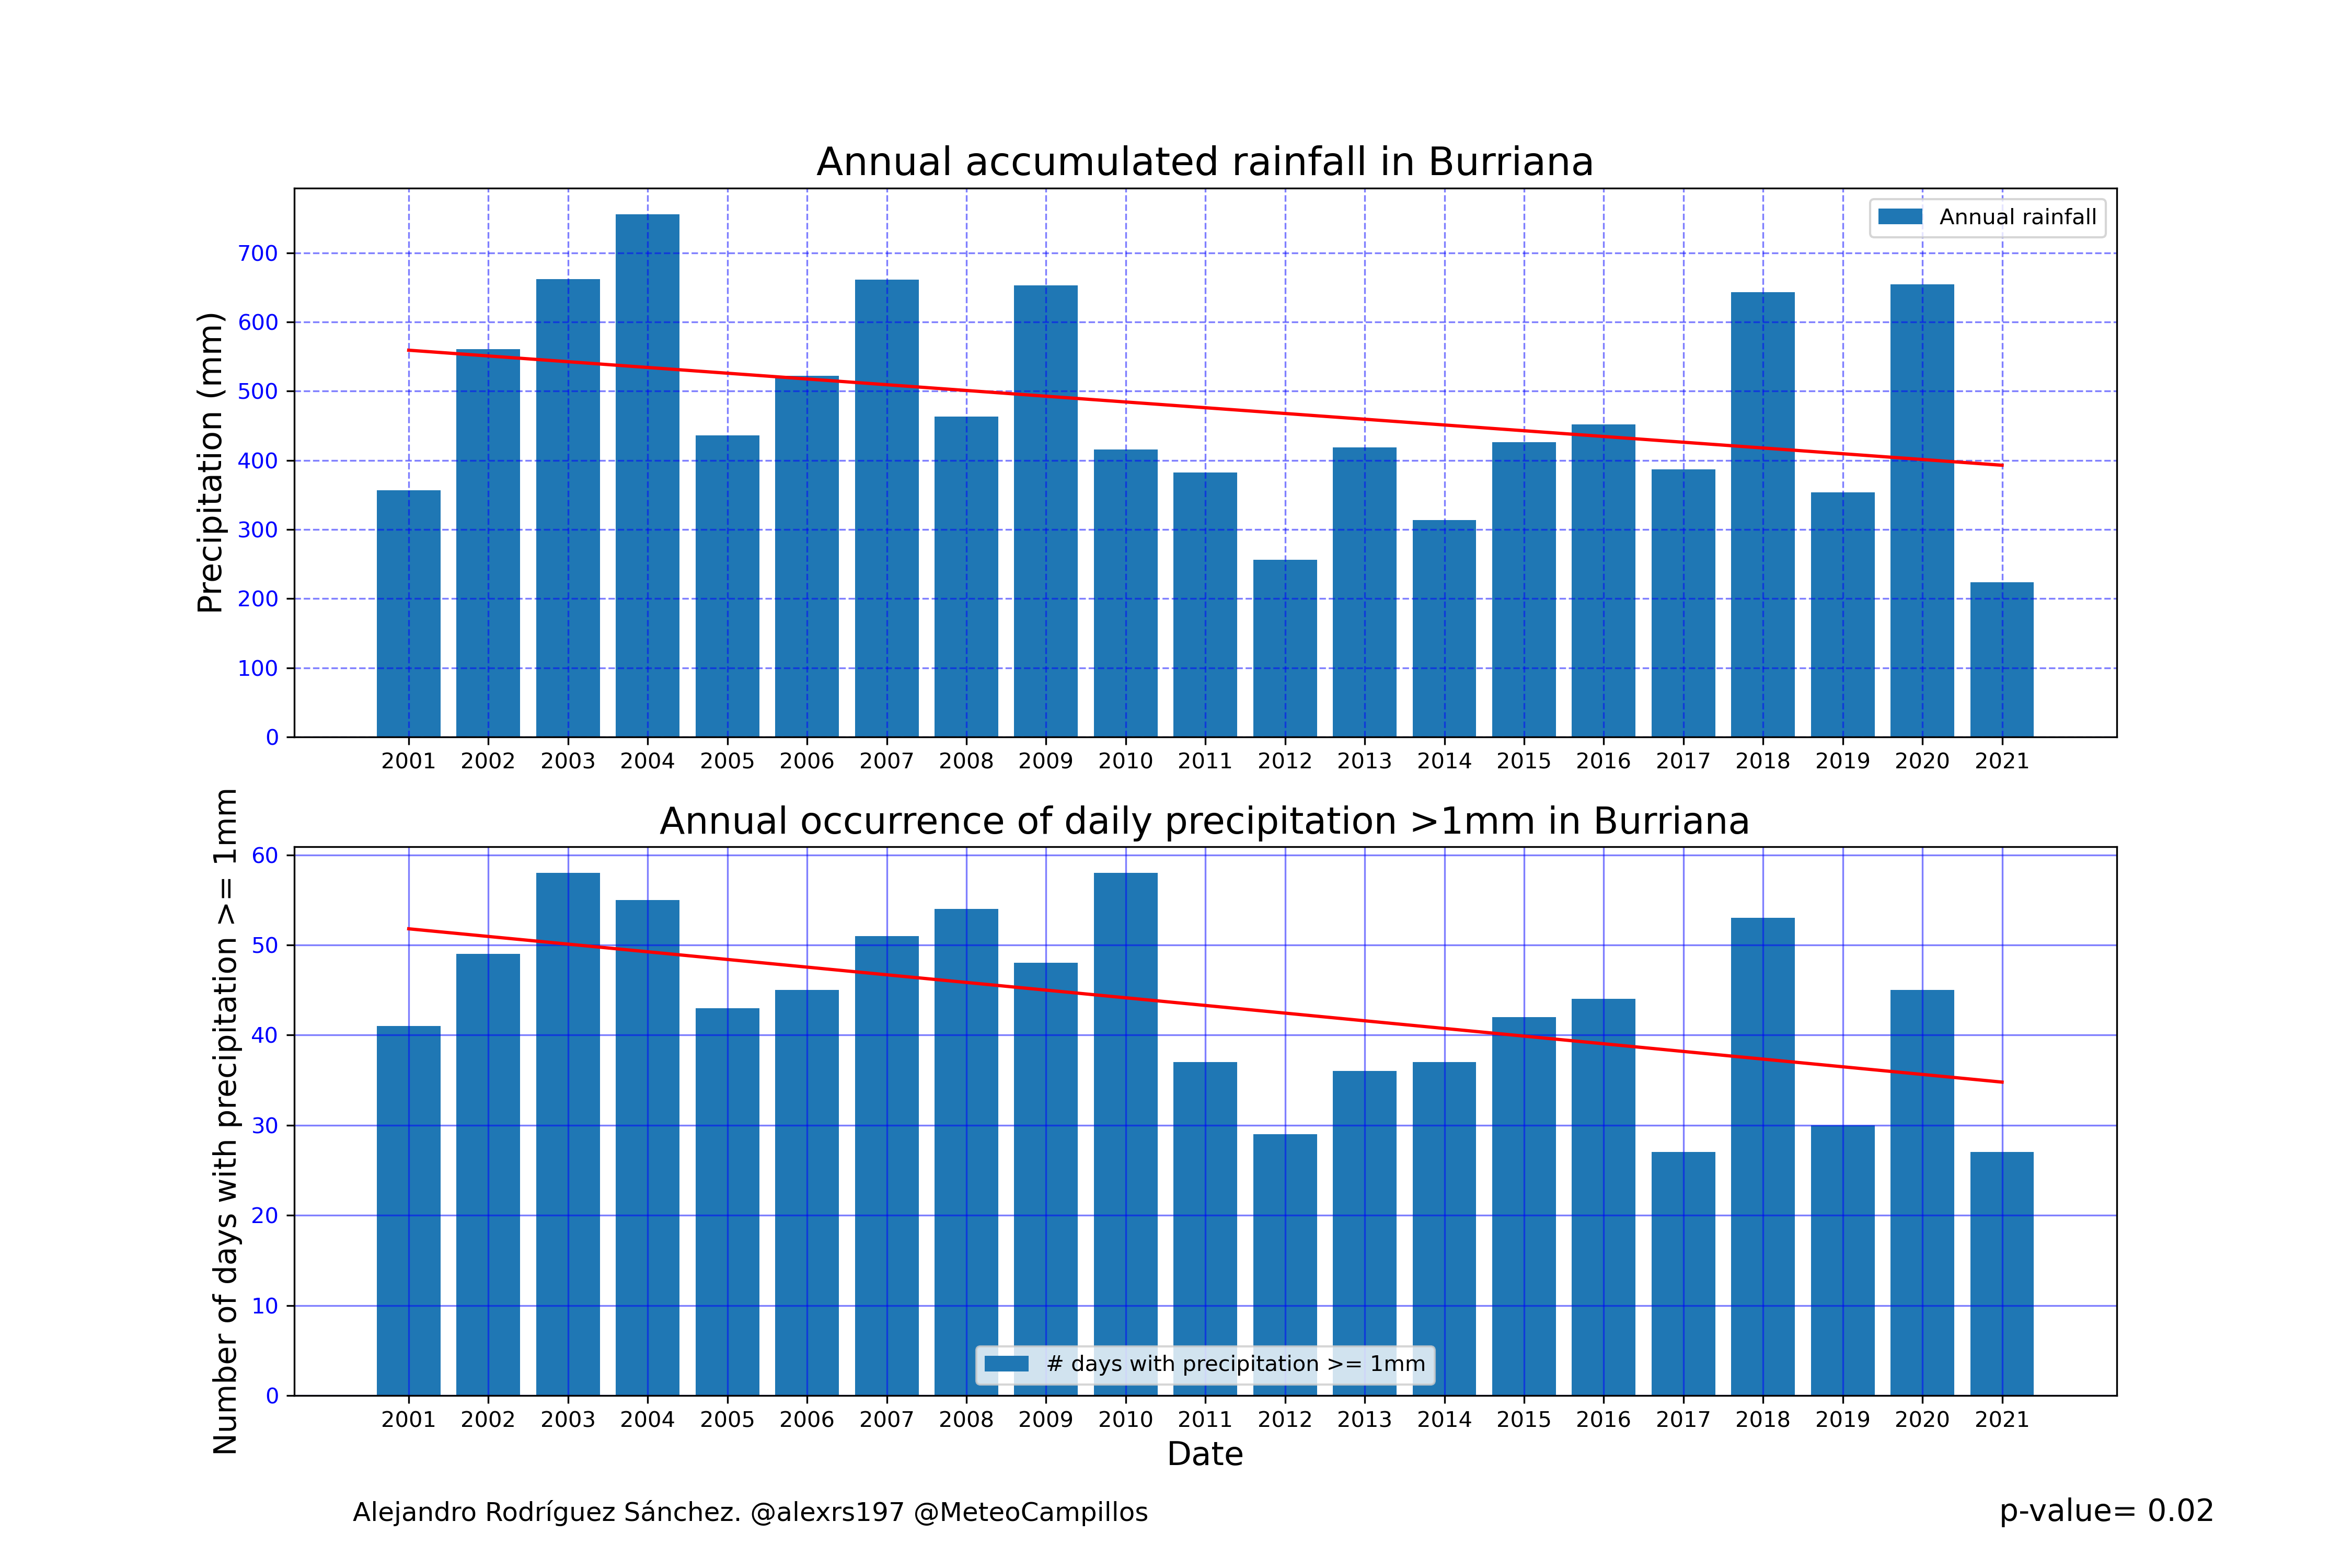 Annual accumulated rainfall in Burriana
Precipitation (mm)
700
600
500
400
300
200
100
0
Annual rainfall
2001 2002 2003 2004 2005 2006 2007 2008 2009 2010 2011 2012 2013 2014 2015 2016 2017 2018 2019 2020 2021
Annual occurrence of daily precipitation >1mm in Burriana
Number of days with precipitation >= 1mm
60
50
40
30
20
10
0
# days with precipitation >= 1mm
2001 2002 2003 2004 2005 2006 2007 2008 2009 2010 2011 2012 2013 2014 2015 2016 2017 2018 2019 2020 2021
Date
Alejandro Rodríguez Sánchez. @alexrs197 @MeteoCampillos
p-value= 0.02